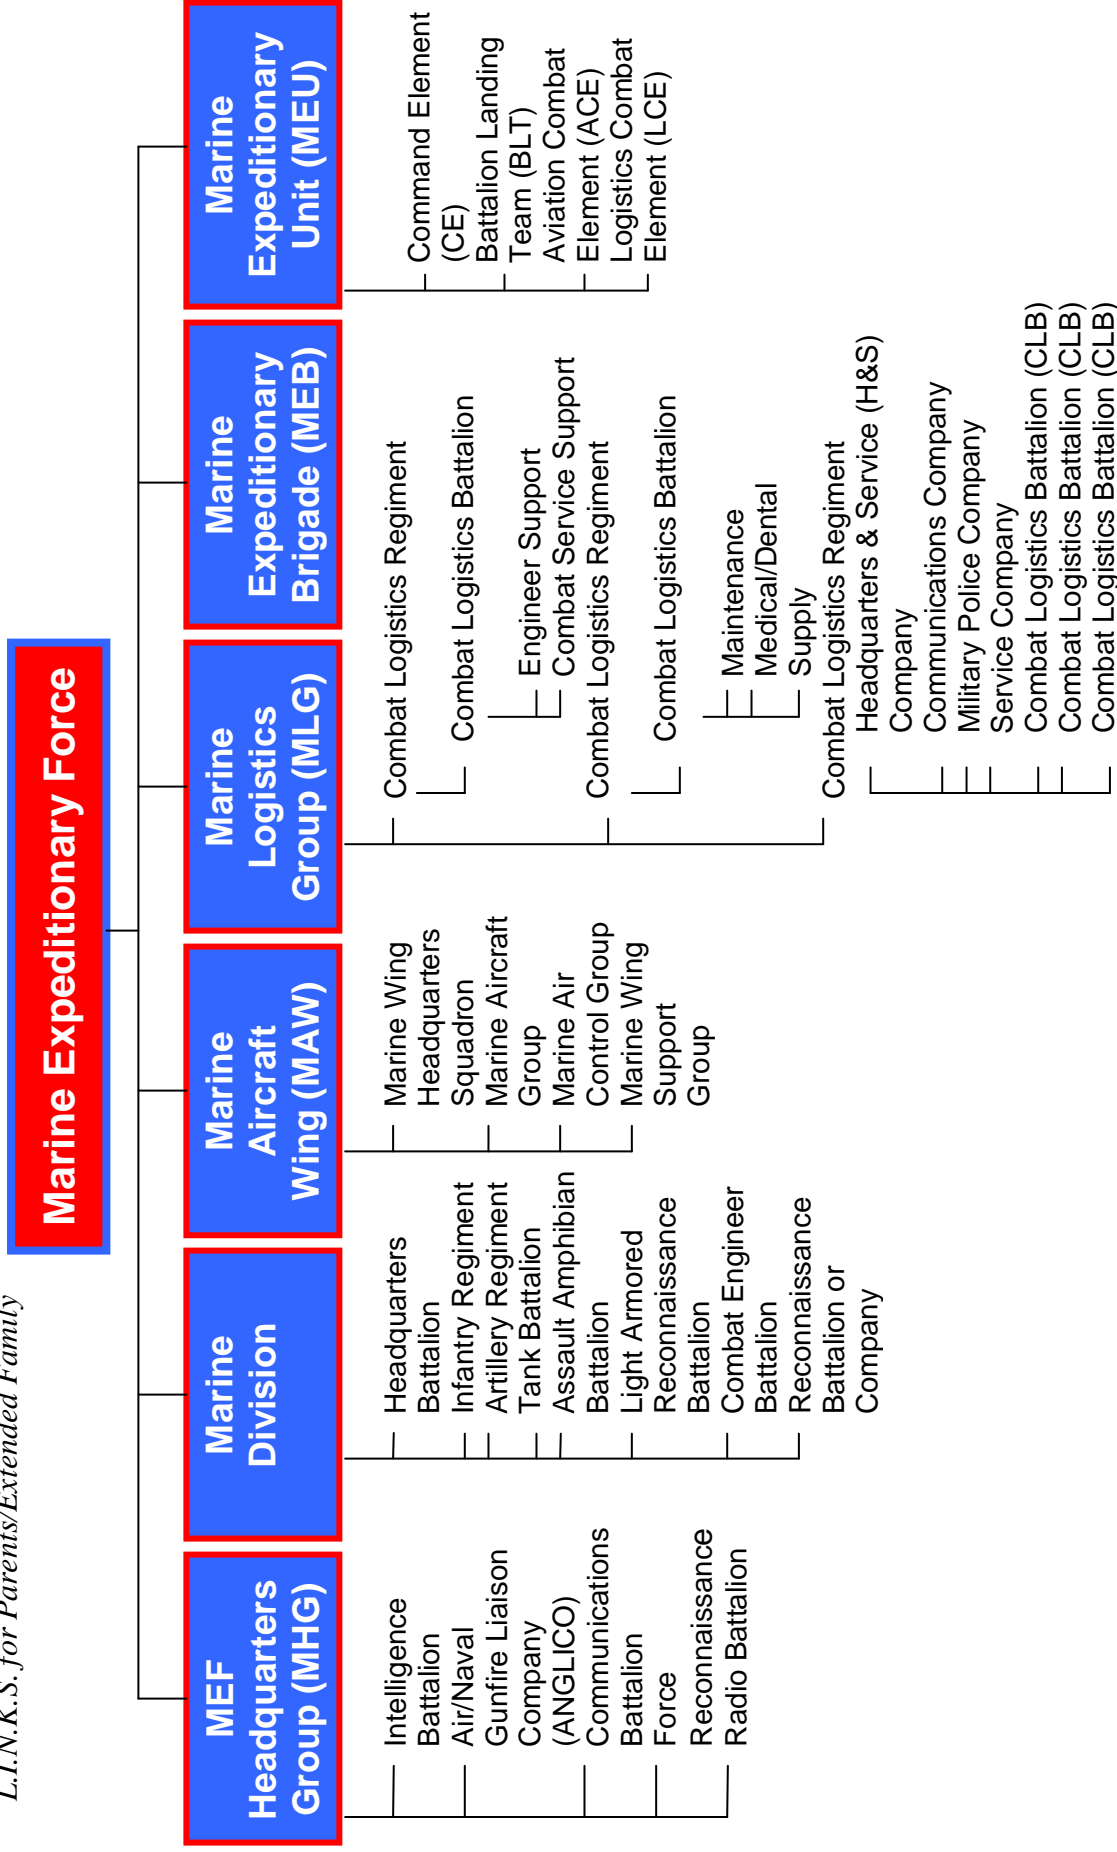 L.I.N.K.S. for Parents/Extended Family
Marine Expeditionary Force
MEF
Headquarters
Group (MHG)
Intelligence
Battalion
Air/Naval
Gunfire Liaison
Company
(ANGLICO)
Communications
Battalion
Force
Reconnaissance
Radio Battalion
Marine
Division
Headquarters
Battalion
Infantry Regiment
Artillery Regiment
Tank Battalion
Assault Amphibian
Battalion
Light Armored
Reconnaissance
Battalion
Combat Engineer
Battalion
Reconnaissance
Battalion or
Company
Marine
Aircraft
Wing (MAW)
Marine Wing
Headquarters
Squadron
Marine Aircraft
Group
Marine Air
Control Group
Marine Wing
Support
Group
Marine
Logistics
Group (MLG)
Combat Logistics Regiment
Combat Logistics Battalion
Engineer Support
Combat Service Support
Combat Logistics Regiment
Combat Logistics Battalion
Maintenance
Medical/Dental
Supply
Combat Logistics Regiment
Headquarters & Service (H&S)
Company
Communications Company
Military Police Company
Service Company
Combat Logistics Battalion (CLB)
Combat Logistics Battalion (CLB)
Combat Logistics Battalion (CLB)
Marine
Expeditionary
Brigade (MEB)
Marine
Expeditionary
Unit (MEU)
Command Element
(CE)
Battalion Landing
Team (BLT)
Aviation Combat
Element (ACE)
Logistics Combat
Element (LCE)